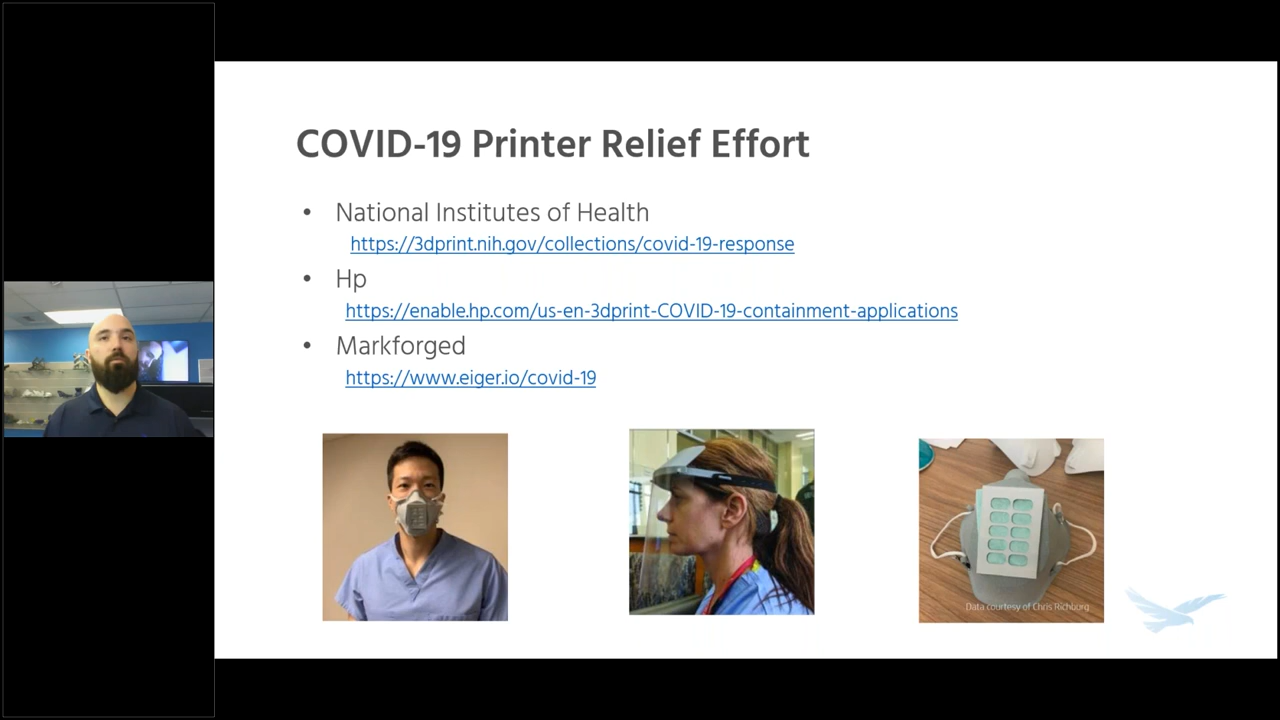 COVID-19 Printer Relief Effort
• National Institutes of Health
https://3dprint.nih.gov/collections/covid-19-response
• Hp
https://enable.hp.com/us-en-3dprint-COVID-19-containment-applications
• Markforged
https://www.eiger.io/covid-19
Data courtesy of Chris Richburg